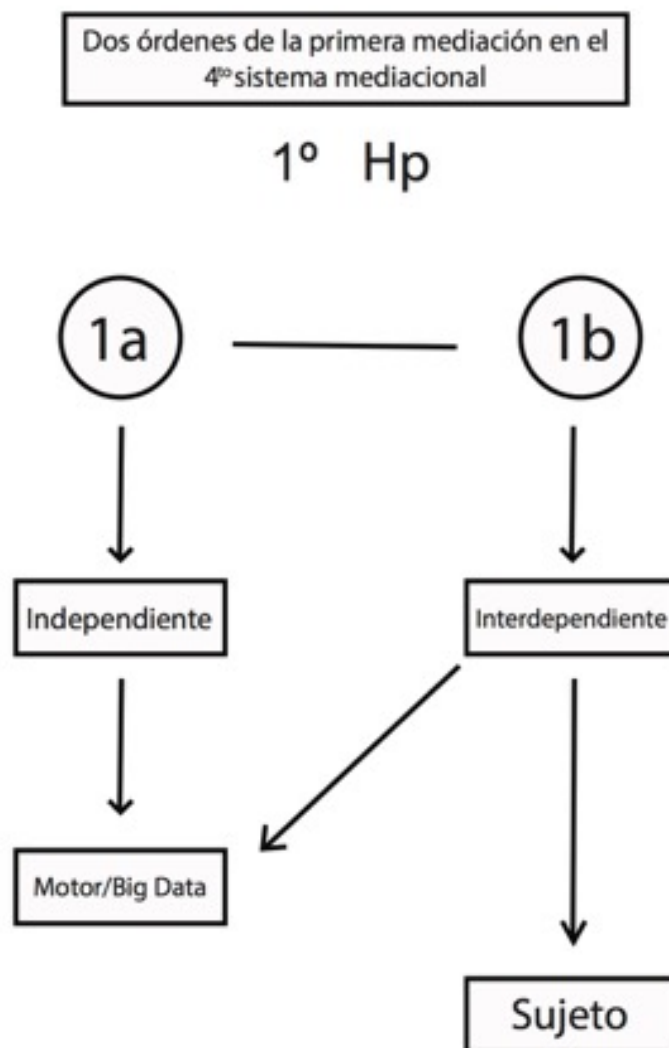 Dos órdenes de la primera mediación en el
4ᵗᵒ sistema mediacional
1º Hp
1a
1b
Independiente
Interdependiente
Motor/Big Data
Sujeto